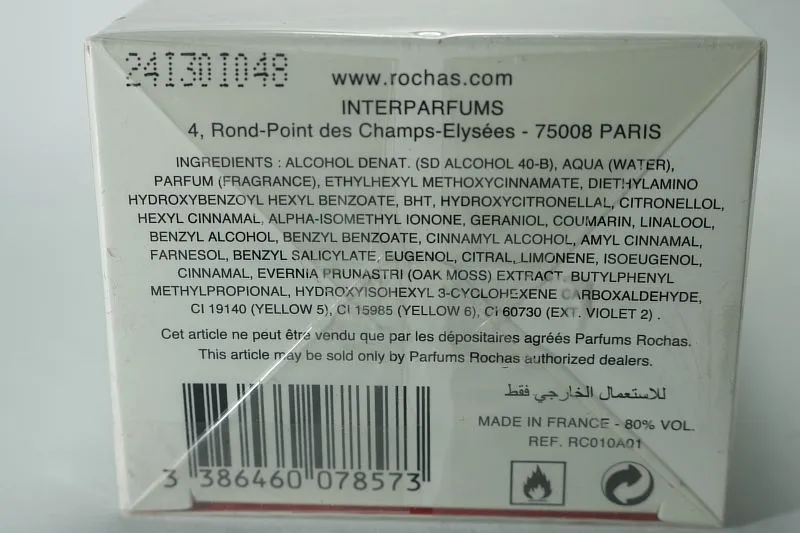 24I30I048
www.rochas.com
INTERPARFUMS
4, Rond-Point des Champs-Elysées - 75008 PARIS
INGREDIENTS : ALCOHOL DENAT. (SD ALCOHOL 40-B), AQUA (WATER),
PARFUM (FRAGRANCE), ETHYLHEXYL METHOXYCINNAMATE, DIETHYLAMINO
HYDROXYBENZOYL HEXYL BENZOATE, BHT, HYDROXYCITRONELLAL, CITRONELLOL,
HEXYL CINNAMAL, ALPHA-ISOMETHYL IONONE, GERANIOL, COUMARIN, LINALOOL,
BENZYL ALCOHOL, BENZYL BENZOATE, CINNAMYL ALCOHOL, AMYL CINNAMAL,
FARNESOL, BENZYL SALICYLATE, EUGENOL, CITRAL, LIMONENE, ISOEUGENOL,
CINNAMAL, EVERNIA PRUNASTRI (OAK MOSS) EXTRACT, BUTYLPHENYL
METHYLPROPIONAL, HYDROXYISOHEXYL 3-CYCLOHEXENE CARBOXALDEHYDE,
CI 19140 (YELLOW 5), CI 15985 (YELLOW 6), CI 60730 (EXT. VIOLET 2) .
Cet article ne peut être vendu que par les dépositaires agréés Parfums Rochas.
This article may be sold only by Parfums Rochas authorized dealers.
للاستعمال الخارجي فقط
MADE IN FRANCE - 80% VOL.
REF. RC010A01
3 386460 078573